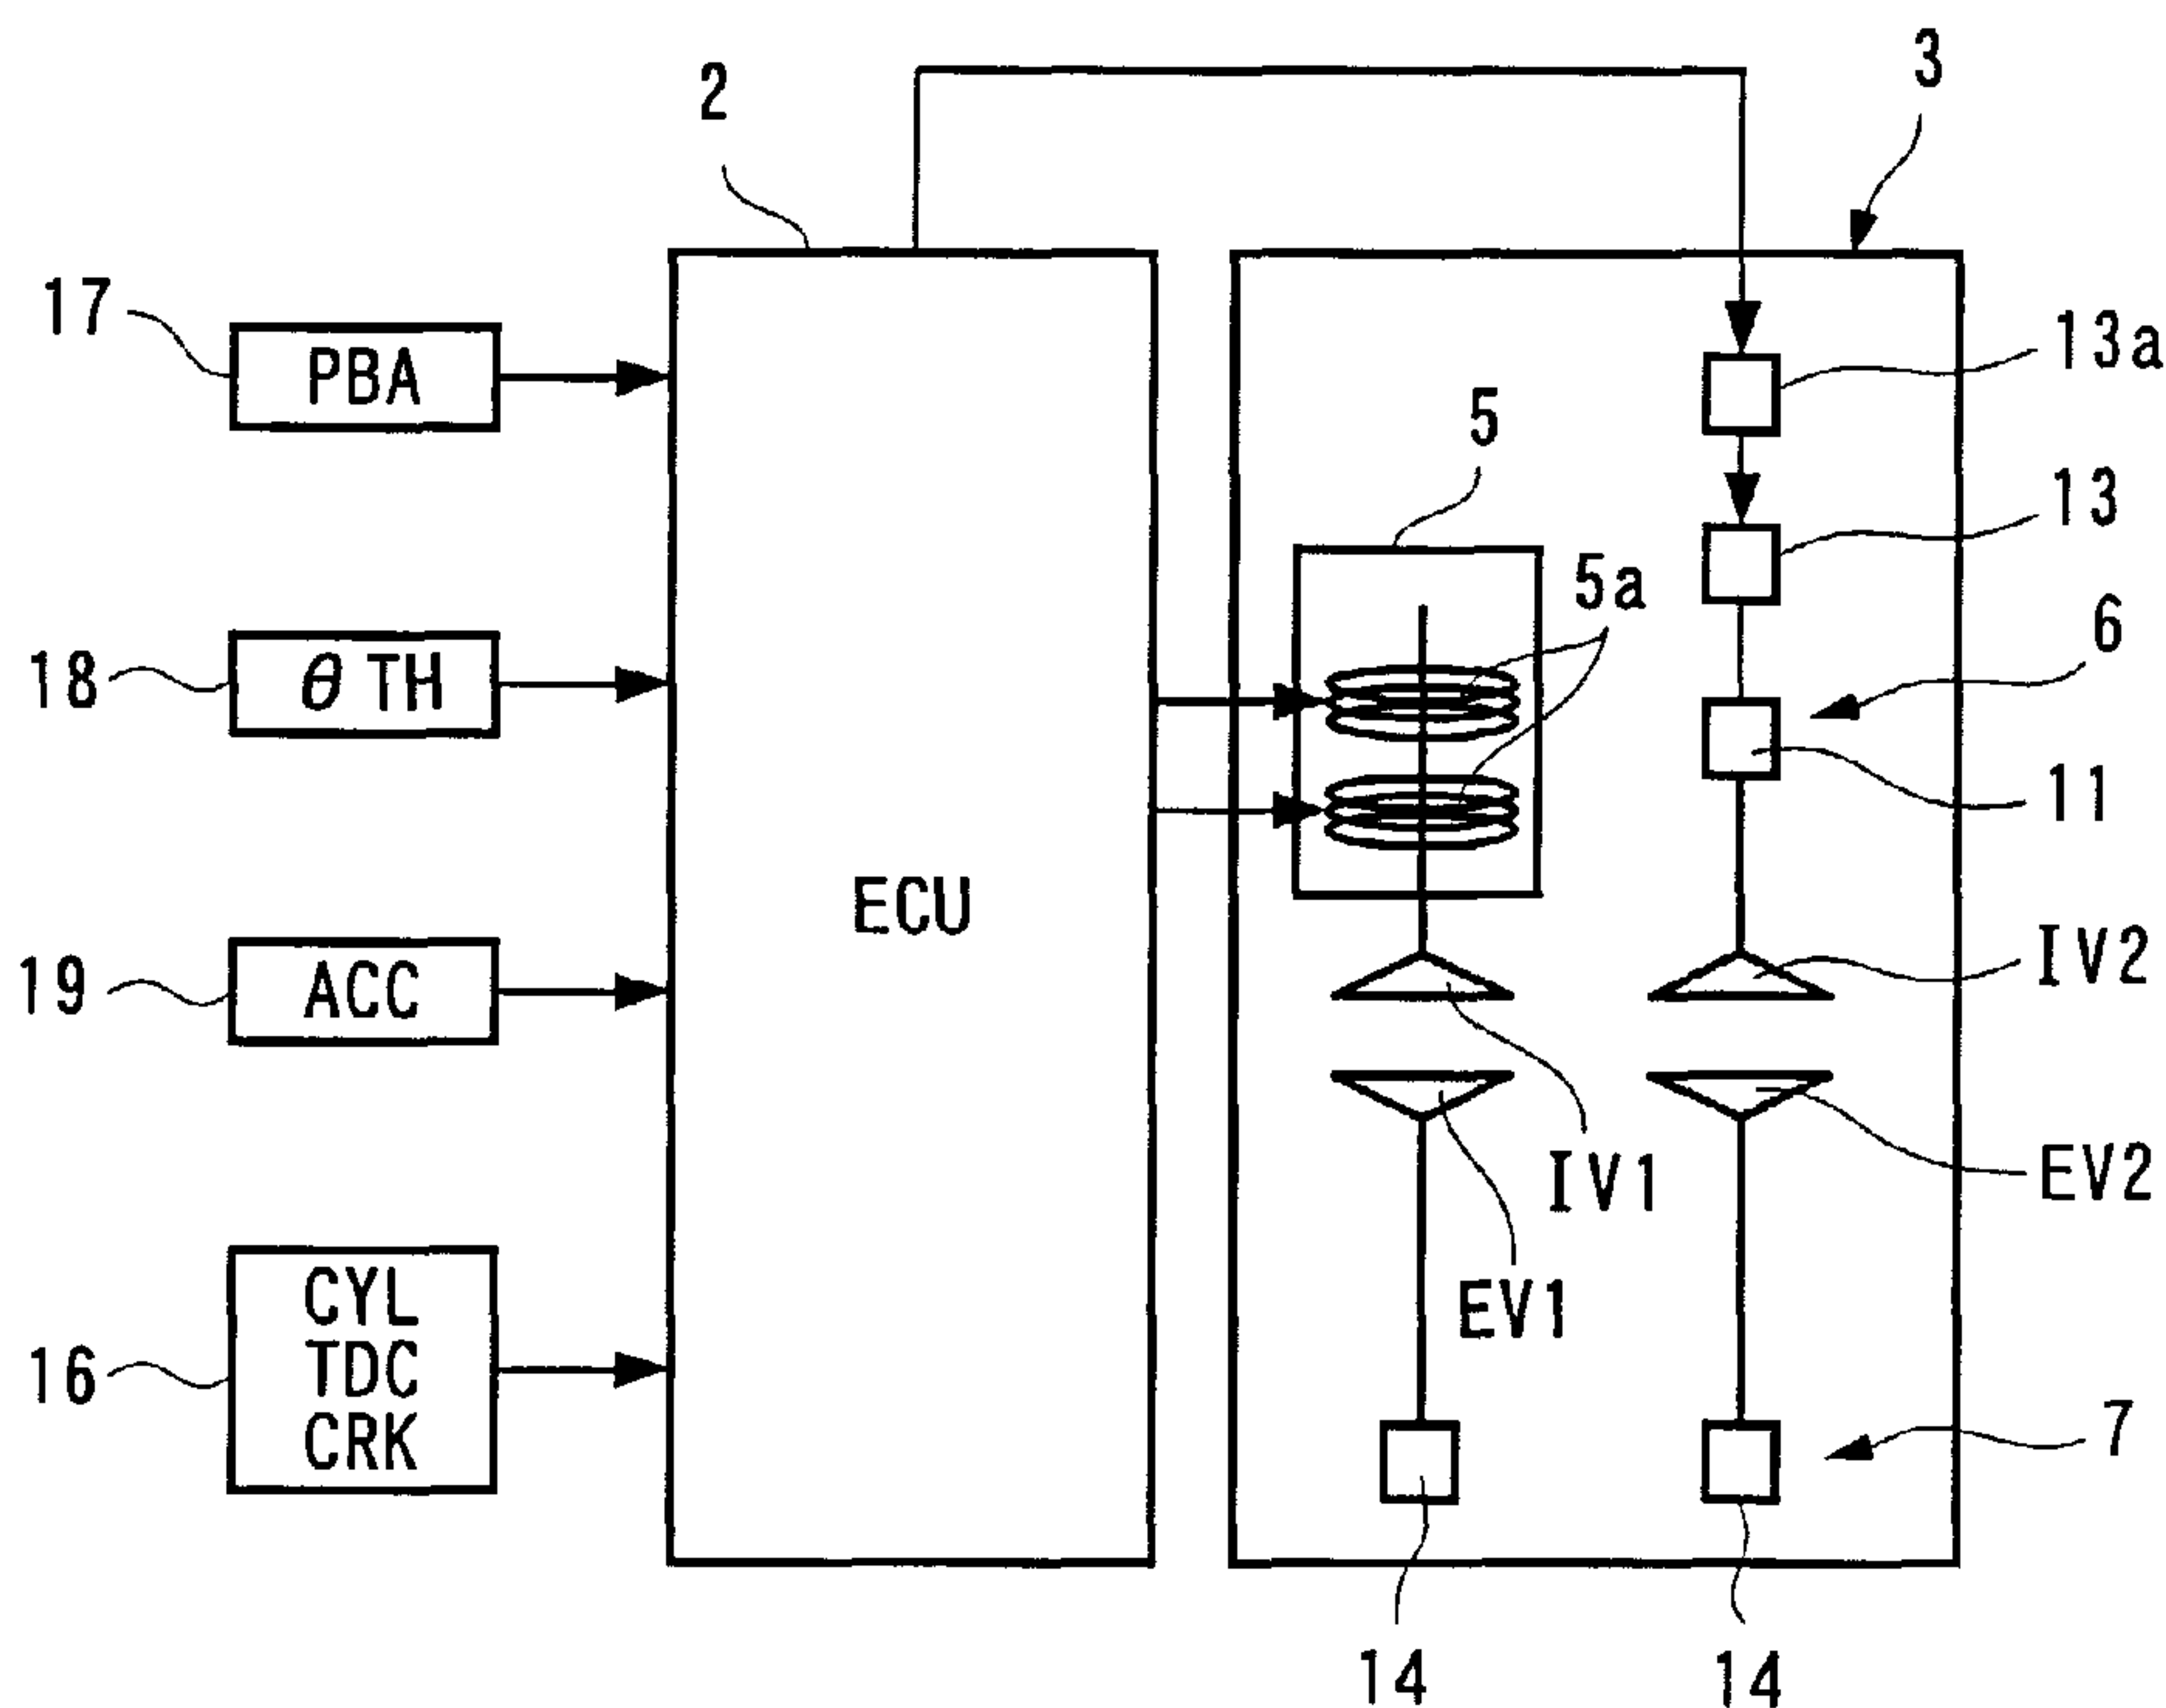 2
3
17
PBA
13a
5
13
5a
6
18
θ TH
11
ECU
IV2
19
ACC
IV1
EV2
EV1
16
CYL
TDC
CRK
7
14
14